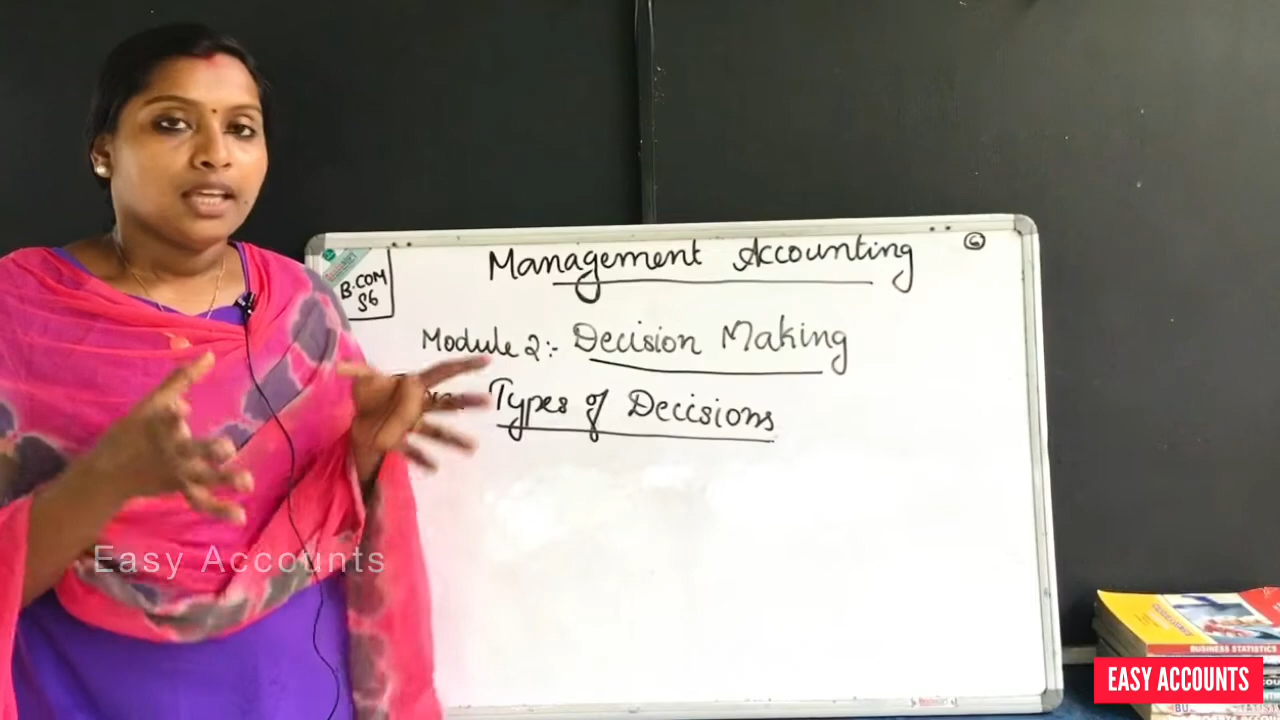 Management Accounting
6
B.COM
S6
Module 2:- Decision Making
Types of Decisions
Easy Accounts
BUSINESS STATISTICS
EASY ACCOUNTS